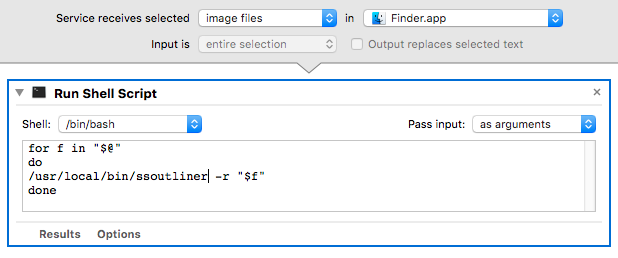 Service receives selected image files in Finder.app
Input is entire selection Output replaces selected text
Run Shell Script
Shell: /bin/bash Pass input: as arguments
for f in "$@"
do
/usr/local/bin/ssoutliner -r "$f"
done
Results Options